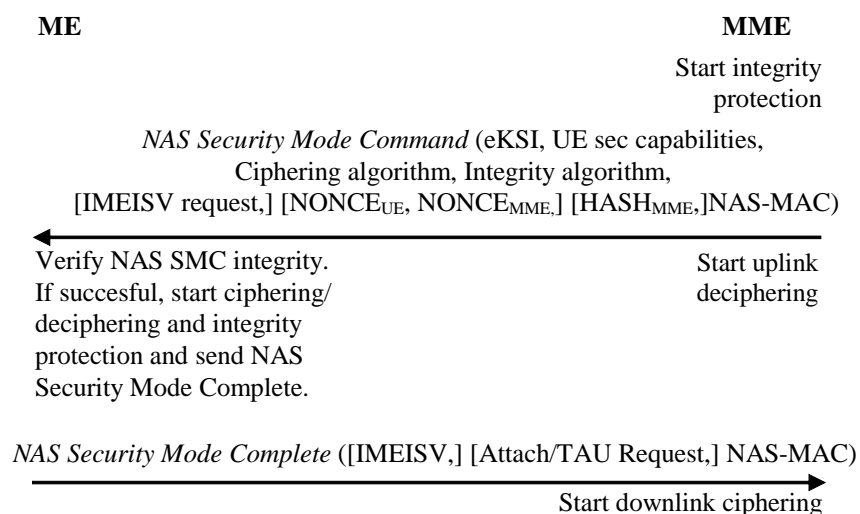 ME MME
Start integrity
protection
NAS Security Mode Command (eKSI, UE sec capabilities,
Ciphering algorithm, Integrity algorithm,
[IMEISV request,] [NONCEUE, NONCEMME,] [HASHMME,]NAS-MAC)
Verify NAS SMC integrity.
If succesful, start ciphering/
deciphering and integrity
protection and send NAS
Security Mode Complete.
Start uplink
deciphering
NAS Security Mode Complete ([IMEISV,] [Attach/TAU Request,] NAS-MAC)
Start downlink ciphering